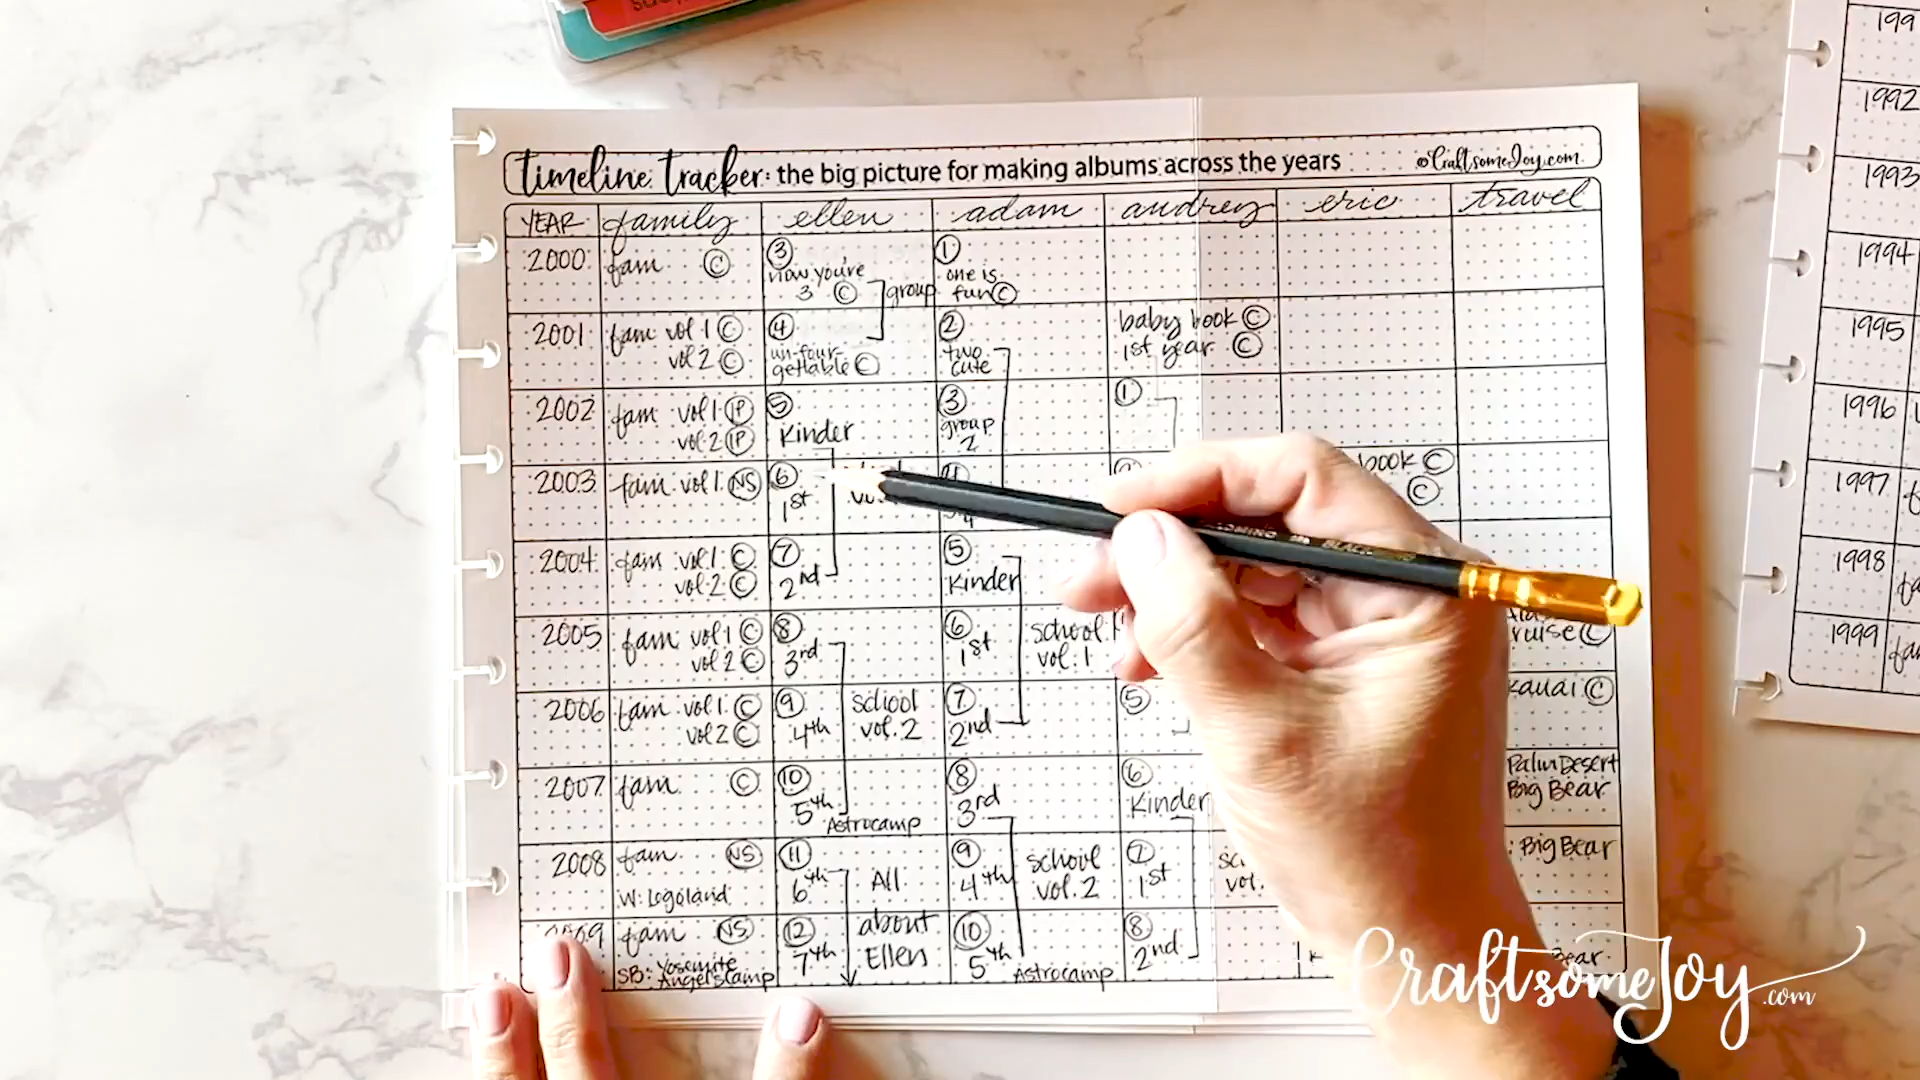 timeline tracker: the big picture for making albums across the years ©CraftsomeJoy.com
YEAR family ellen adam audrey eric travel
2000 fam © ③ now you're 3 © group ① one is fun ©
2001 fam vol 1 © vol 2 © ④ un-four-gettable © ② two cute baby book © 1st year ©
2002 fam vol 1 IP vol 2 IP ⑤ Kinder ③ group 2 ①
2003 fam vol 1 NS ⑥ 1st book © ©
2004 fam vol 1 © vol 2 © ⑦ 2nd ⑤ Kinder
2005 fam vol 1 © vol 2 © ⑧ 3rd ⑥ 1st school vol. 1 ©
2006 fam vol 1 © vol 2 © ⑨ 4th school vol. 2 ⑦ 2nd ⑤ Kauai ©
2007 fam © ⑩ 5th Astrocamp ⑧ 3rd ⑥ Kinder Palm Desert Big Bear
2008 fam NS W: Legoland ⑪ 6th All ⑨ 4th school vol. 2 ⑦ 1st vol. Big Bear
fam NS SB: Yosemite Angels Camp ⑫ 7th about Ellen ⑩ 5th Astrocamp ⑧ 2nd
1992
1993
1994
1995
1996
1997
1998
1999
CraftsomeJoy.com